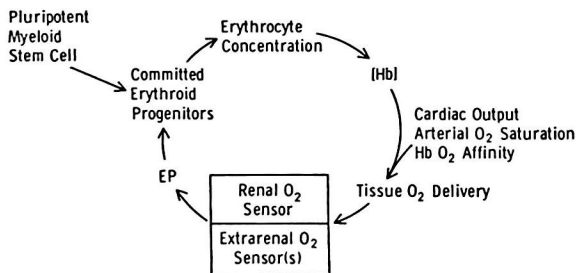 Pluripotent
Myeloid
Stem Cell
Erythrocyte
Concentration
[Hb]
Committed
Erythroid
Progenitors
Cardiac Output
Arterial O₂ Saturation
Hb O₂ Affinity
EP
Renal O₂
Sensor
Tissue O₂ Delivery
Extrarenal O₂
Sensor(s)